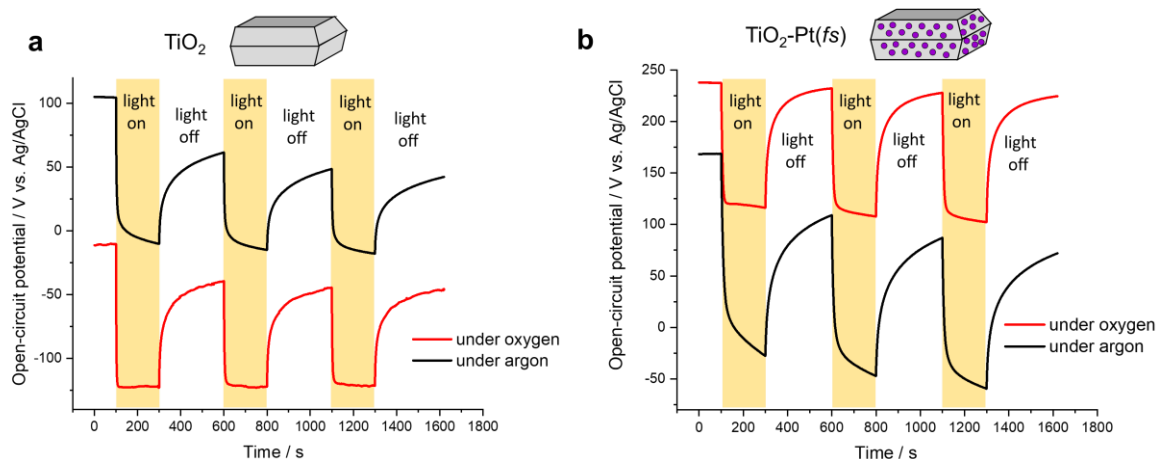 a
TiO2
Open-circuit potential / V vs. Ag/AgCl
100
50
0
-50
-100
light
on
light
off
light
on
light
off
light
on
light
off
under oxygen
under argon
0 200 400 600 800 1000 1200 1400 1600 1800
Time / s
b
TiO2-Pt(fs)
Open-circuit potential / V vs. Ag/AgCl
250
200
150
100
50
0
-50
light
on
light
off
light
on
light
off
light
on
light
off
under oxygen
under argon
0 200 400 600 800 1000 1200 1400 1600 1800
Time / s